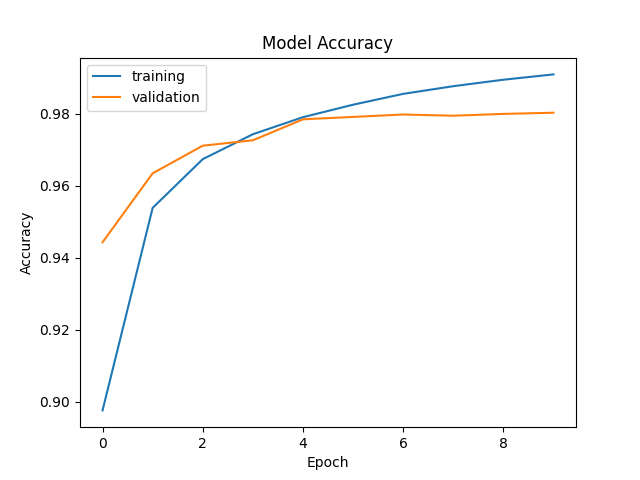 Model Accuracy
training
validation
0.98
0.96
0.94
0.92
0.90
Accuracy
0 2 4 6 8
Epoch